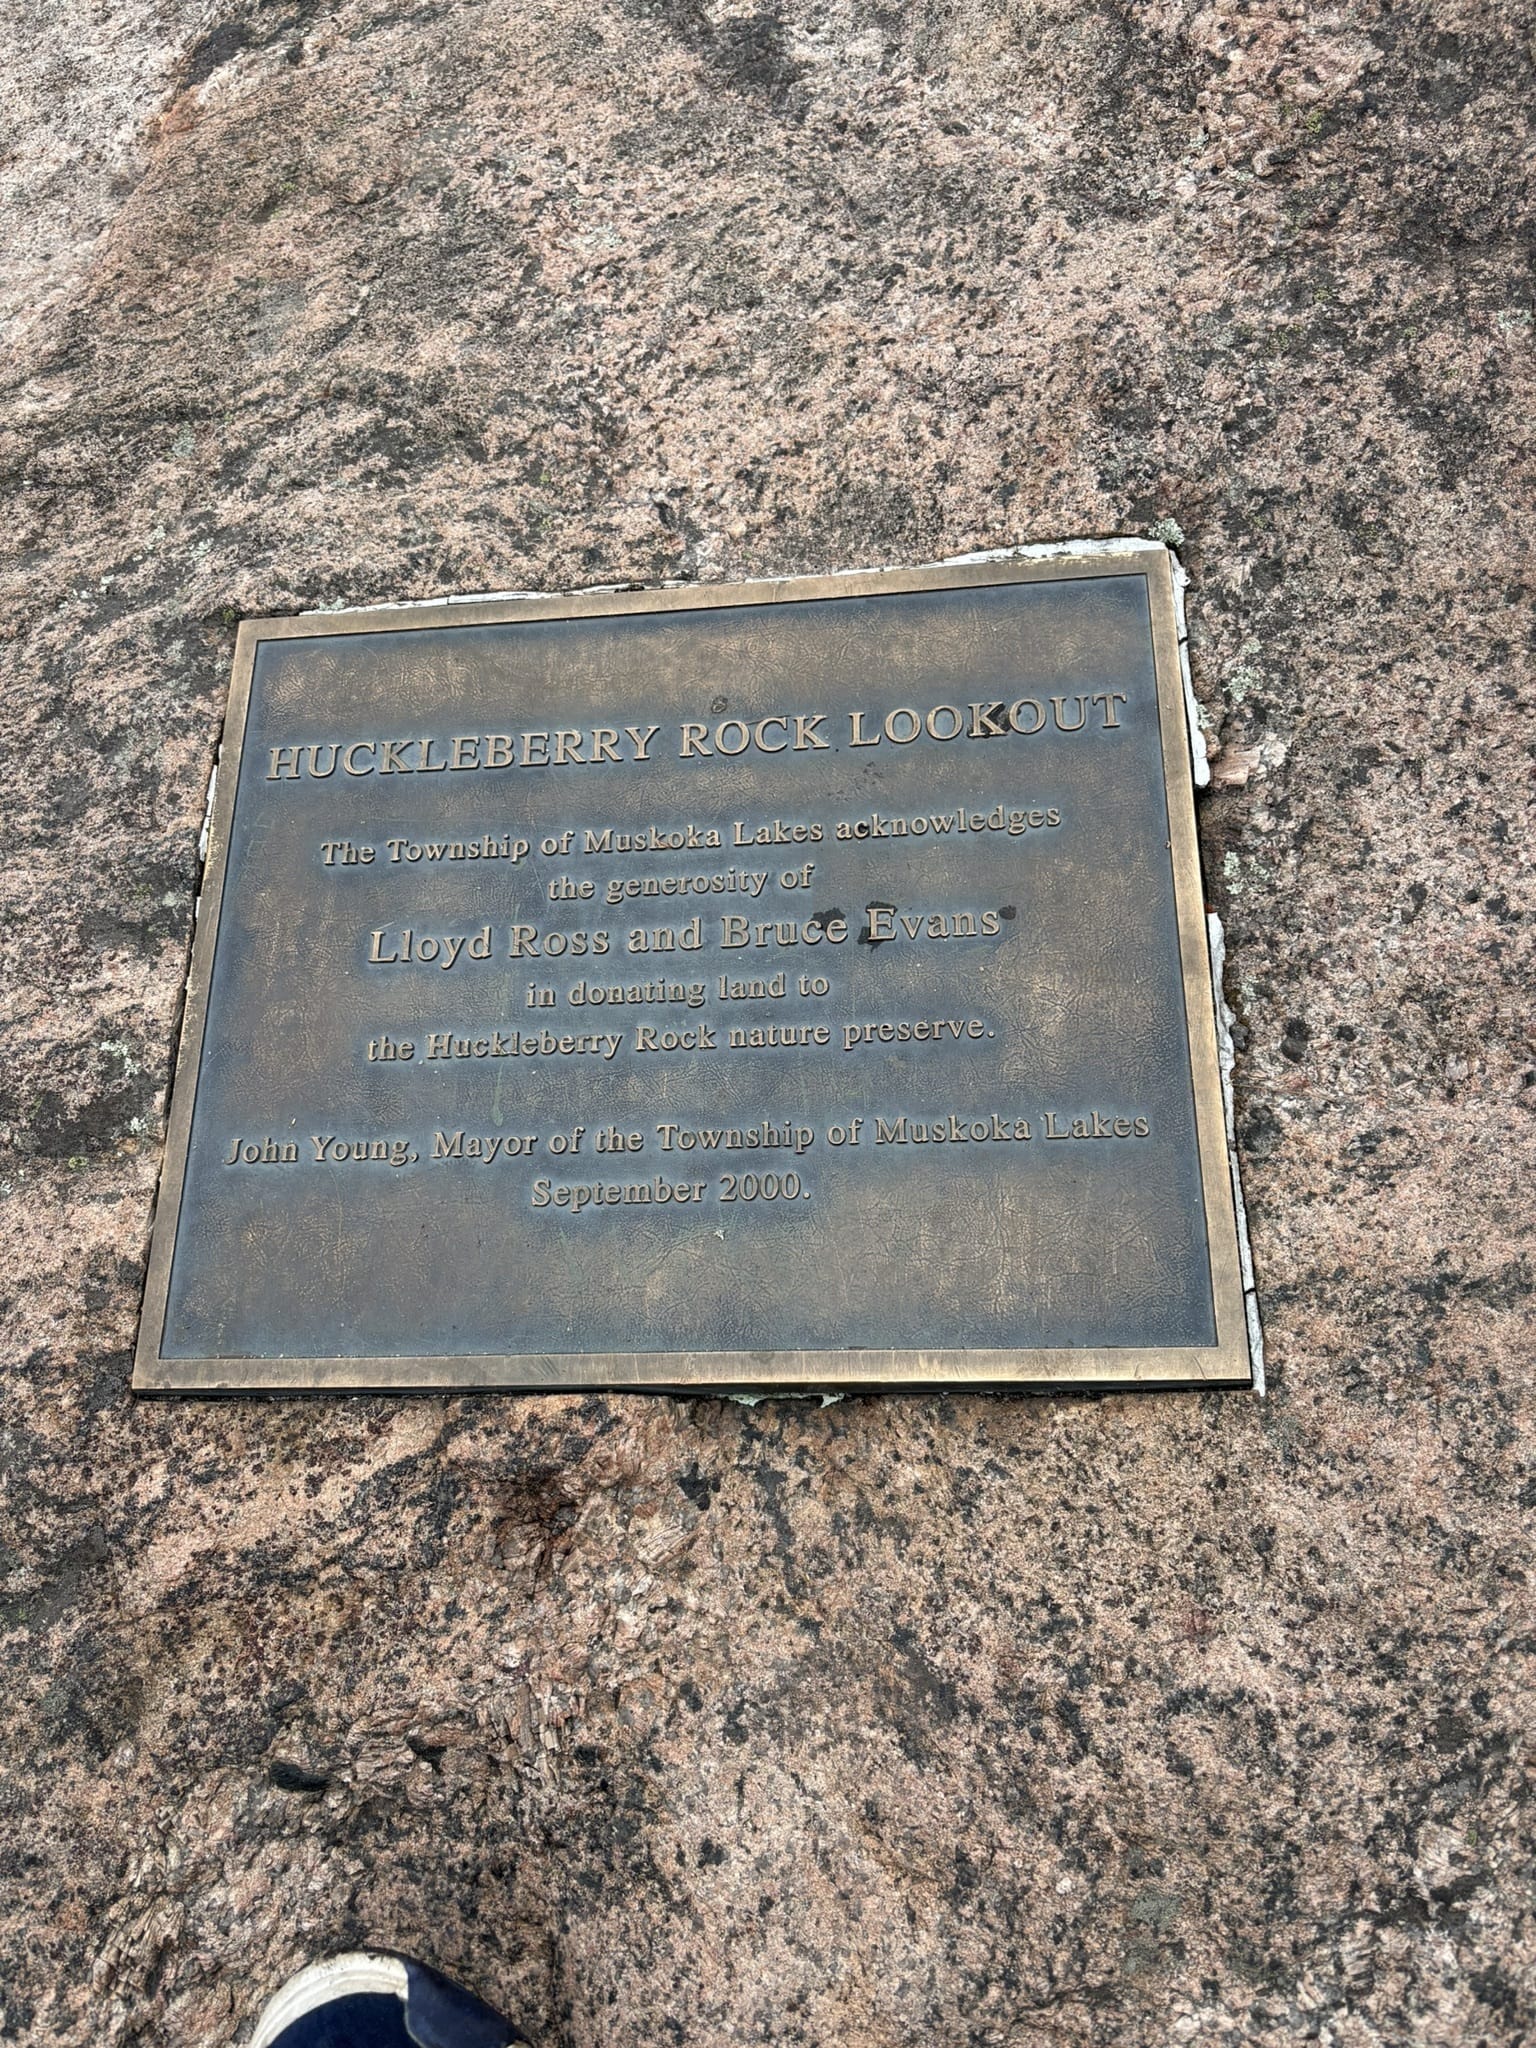 HUCKLEBERRY ROCK LOOKOUT
The Township of Muskoka Lakes acknowledges
the generosity of
Lloyd Ross and Bruce Evans
in donating land to
the Huckleberry Rock nature preserve.
John Young, Mayor of the Township of Muskoka Lakes
September 2000.